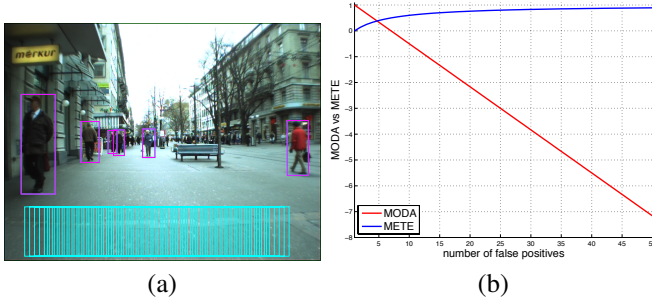 merkur
1
0
-1
-2
-3
-4
-5
-6
-7
-8
MODA vs METE
MODA
METE
1 5 10 15 20 25 30 35 40 45 50
number of false positives
(a)
(b)